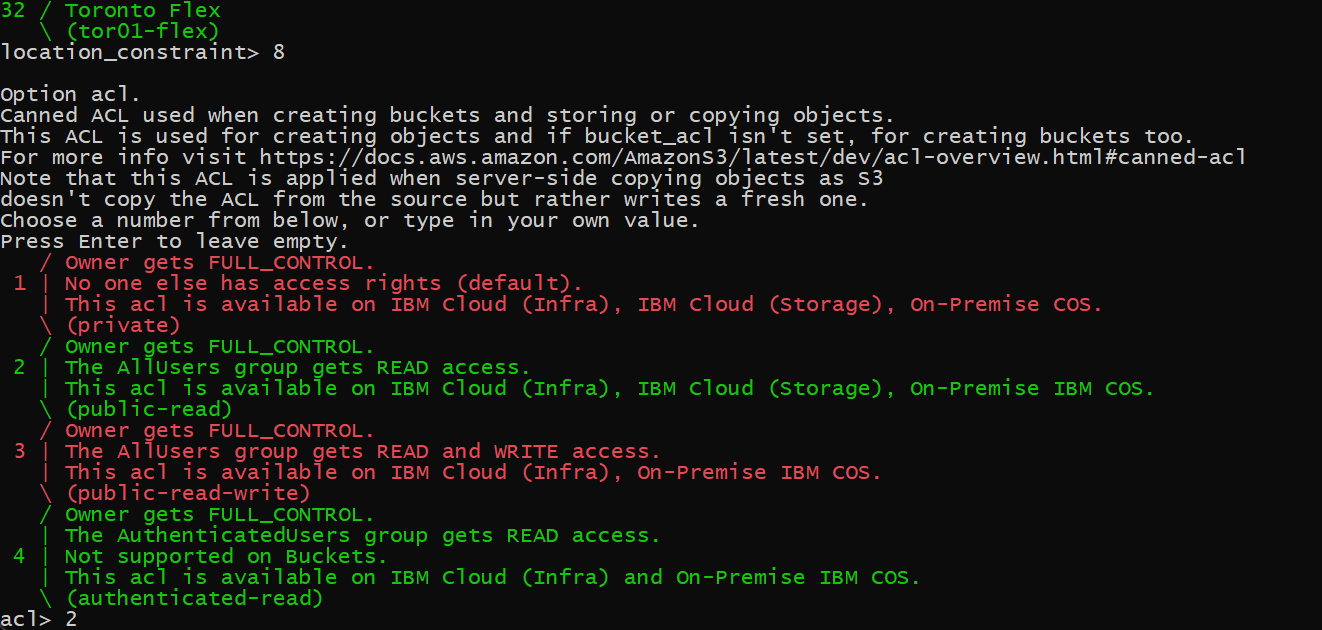 32 / Toronto Flex
   \ (tor01-flex)
location_constraint> 8

Option acl.
Canned ACL used when creating buckets and storing or copying objects.
This ACL is used for creating objects and if bucket_acl isn't set, for creating buckets too.
For more info visit https://docs.aws.amazon.com/AmazonS3/latest/dev/acl-overview.html#canned-acl
Note that this ACL is applied when server-side copying objects as S3
doesn't copy the ACL from the source but rather writes a fresh one.
Choose a number from below, or type in your own value.
Press Enter to leave empty.
   / Owner gets FULL_CONTROL.
 1 | No one else has access rights (default).
   | This acl is available on IBM Cloud (Infra), IBM Cloud (Storage), On-Premise COS.
   \ (private)
   / Owner gets FULL_CONTROL.
 2 | The AllUsers group gets READ access.
   | This acl is available on IBM Cloud (Infra), IBM Cloud (Storage), On-Premise IBM COS.
   \ (public-read)
   / Owner gets FULL_CONTROL.
 3 | The AllUsers group gets READ and WRITE access.
   | This acl is available on IBM Cloud (Infra), On-Premise IBM COS.
   \ (public-read-write)
   / Owner gets FULL_CONTROL.
   | The AuthenticatedUsers group gets READ access.
 4 | Not supported on Buckets.
   | This acl is available on IBM Cloud (Infra) and On-Premise IBM COS.
   \ (authenticated-read)
acl> 2